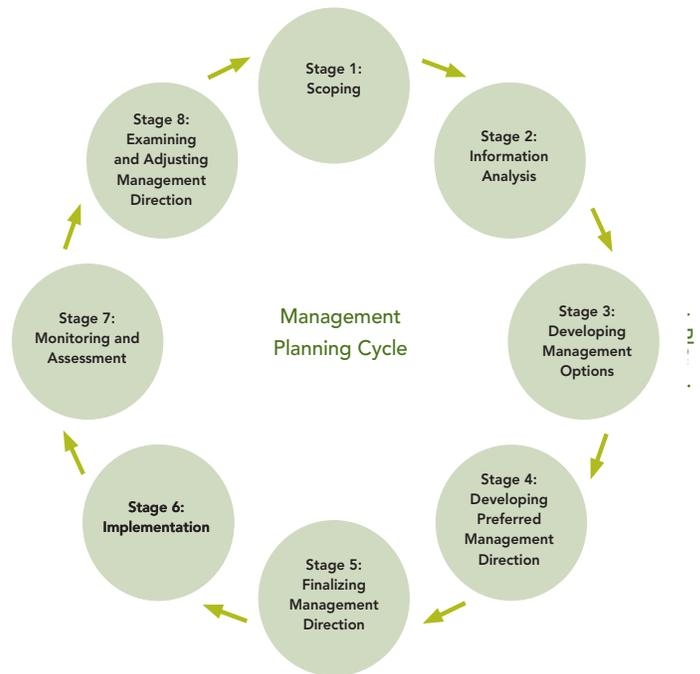 Stage 1:
Scoping
Stage 2:
Information
Analysis
Stage 3:
Developing
Management
Options
Stage 4:
Developing
Preferred
Management
Direction
Stage 5:
Finalizing
Management
Direction
Stage 6:
Implementation
Stage 7:
Monitoring and
Assessment
Stage 8:
Examining
and Adjusting
Management
Direction
Management
Planning Cycle